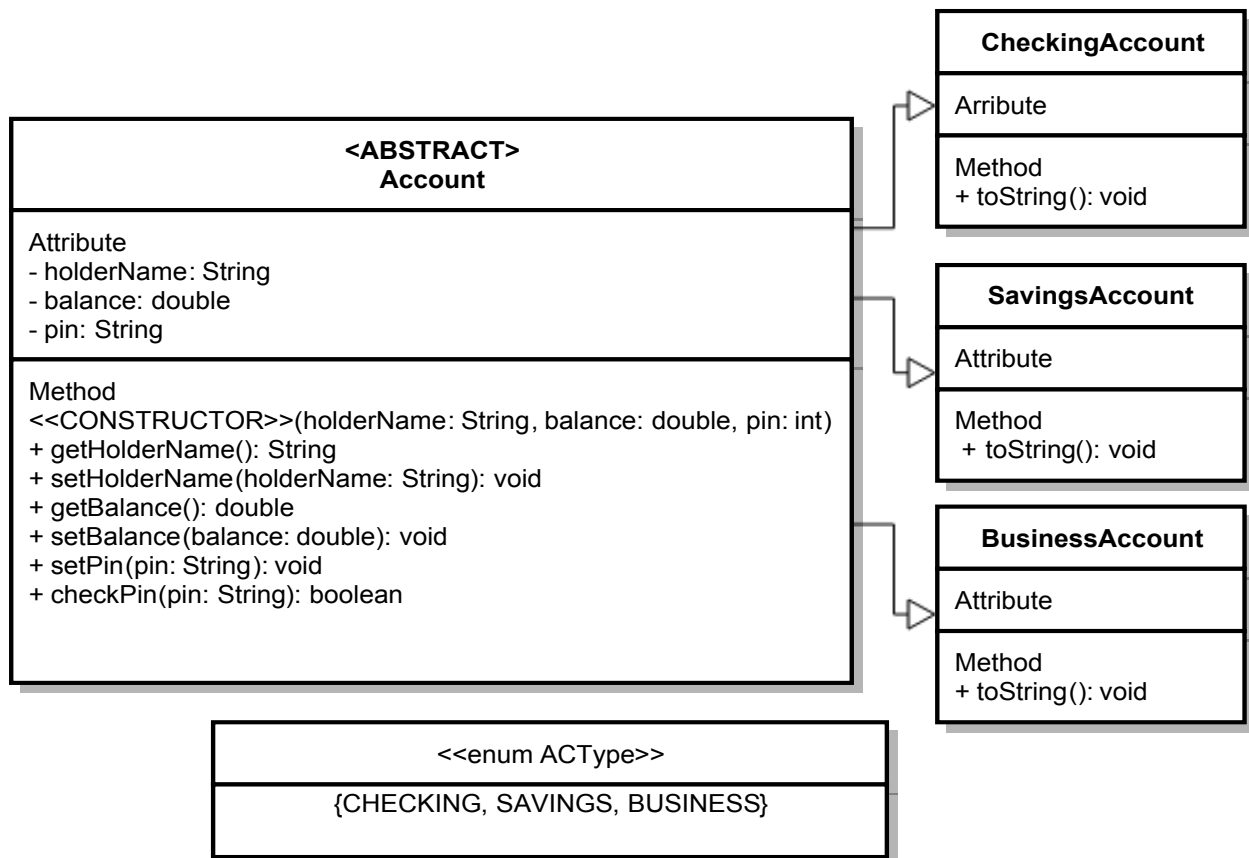 <ABSTRACT>
Account
Attribute
- holderName: String
- balance: double
- pin: String
Method
<<CONSTRUCTOR>>(holderName: String, balance: double, pin: int)
+ getHolderName(): String
+ setHolderName(holderName: String): void
+ getBalance(): double
+ setBalance(balance: double): void
+ setPin(pin: String): void
+ checkPin(pin: String): boolean
CheckingAccount
Arribute
Method
+ toString(): void
SavingsAccount
Attribute
Method
+ toString(): void
BusinessAccount
Attribute
Method
+ toString(): void
<<enum ACType>>
{CHECKING, SAVINGS, BUSINESS}